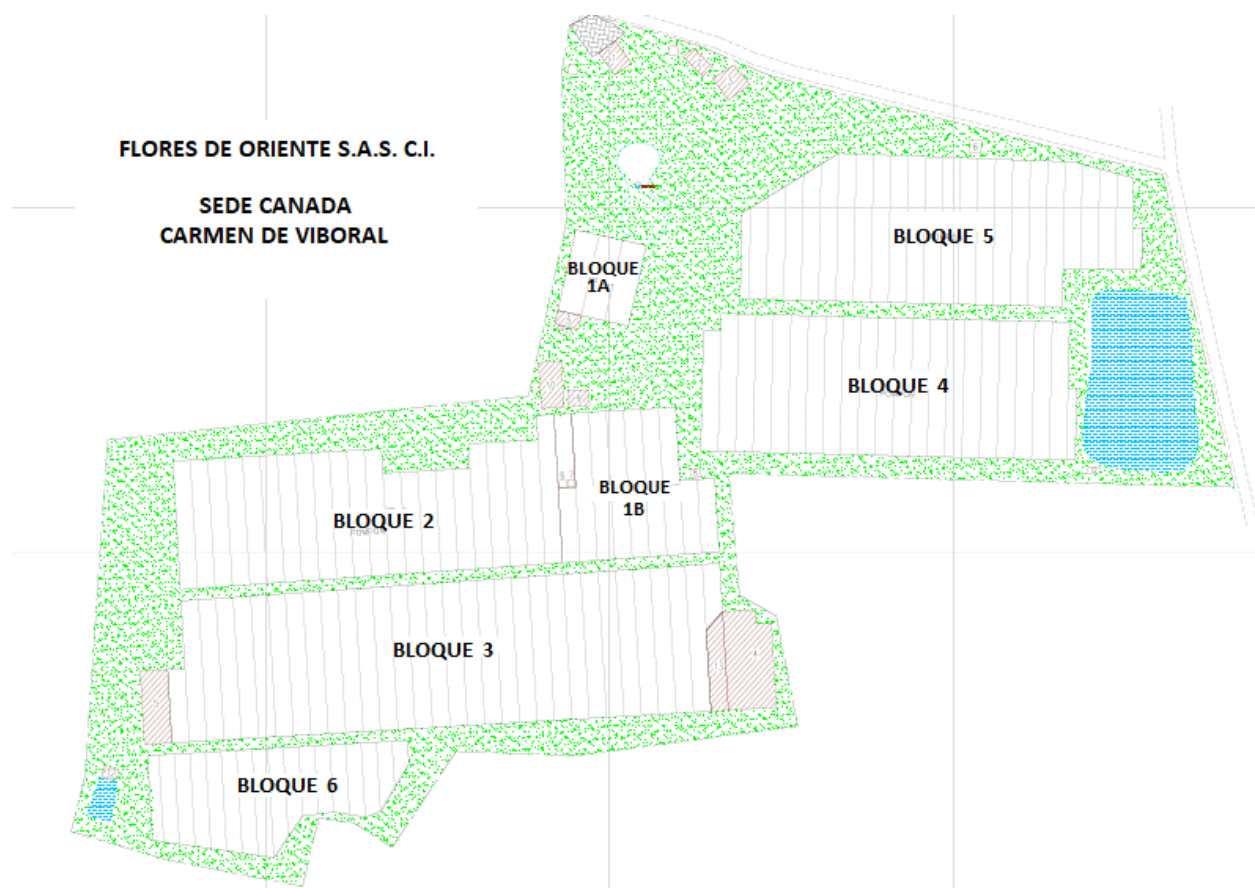 FLORES DE ORIENTE S.A.S. C.I.
SEDE CANADA
CARMEN DE VIBORAL
BLOQUE 5
BLOQUE
1A
BLOQUE 4
BLOQUE
1B
BLOQUE 2
BLOQUE 3
BLOQUE 6